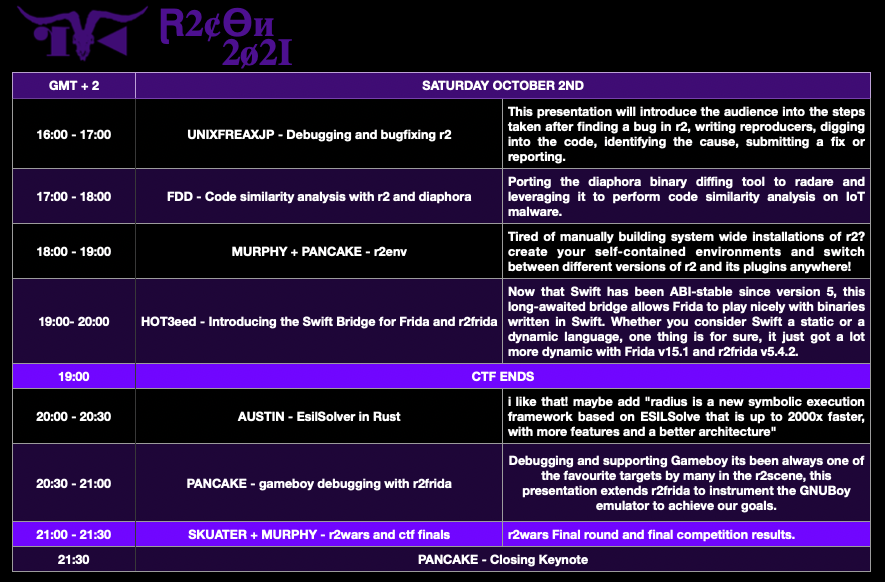 R2¢Өи
2ø2I
GMT + 2
SATURDAY OCTOBER 2ND
16:00 - 17:00
UNIXFREAXJP - Debugging and bugfixing r2
This presentation will introduce the audience into the steps
taken after finding a bug in r2, writing reproducers, digging
into the code, identifying the cause, submitting a fix or
reporting.
17:00 - 18:00
FDD - Code similarity analysis with r2 and diaphora
Porting the diaphora binary diffing tool to radare and
leveraging it to perform code similarity analysis on IoT
malware.
18:00 - 19:00
MURPHY + PANCAKE - r2env
Tired of manually building system wide installations of r2?
create your self-contained environments and switch
between different versions of r2 and its plugins anywhere!
19:00- 20:00
HOT3eed - Introducing the Swift Bridge for Frida and r2frida
Now that Swift has been ABI-stable since version 5, this
long-awaited bridge allows Frida to play nicely with binaries
written in Swift. Whether you consider Swift a static or a
dynamic language, one thing is for sure, it just got a lot
more dynamic with Frida v15.1 and r2frida v5.4.2.
19:00
CTF ENDS
20:00 - 20:30
AUSTIN - EsilSolver in Rust
i like that! maybe add "radius is a new symbolic execution
framework based on ESILSolve that is up to 2000x faster,
with more features and a better architecture"
20:30 - 21:00
PANCAKE - gameboy debugging with r2frida
Debugging and supporting Gameboy its been always one of
the favourite targets by many in the r2scene, this
presentation extends r2frida to instrument the GNUBoy
emulator to achieve our goals.
21:00 - 21:30
SKUATER + MURPHY - r2wars and ctf finals
r2wars Final round and final competition results.
21:30
PANCAKE - Closing Keynote